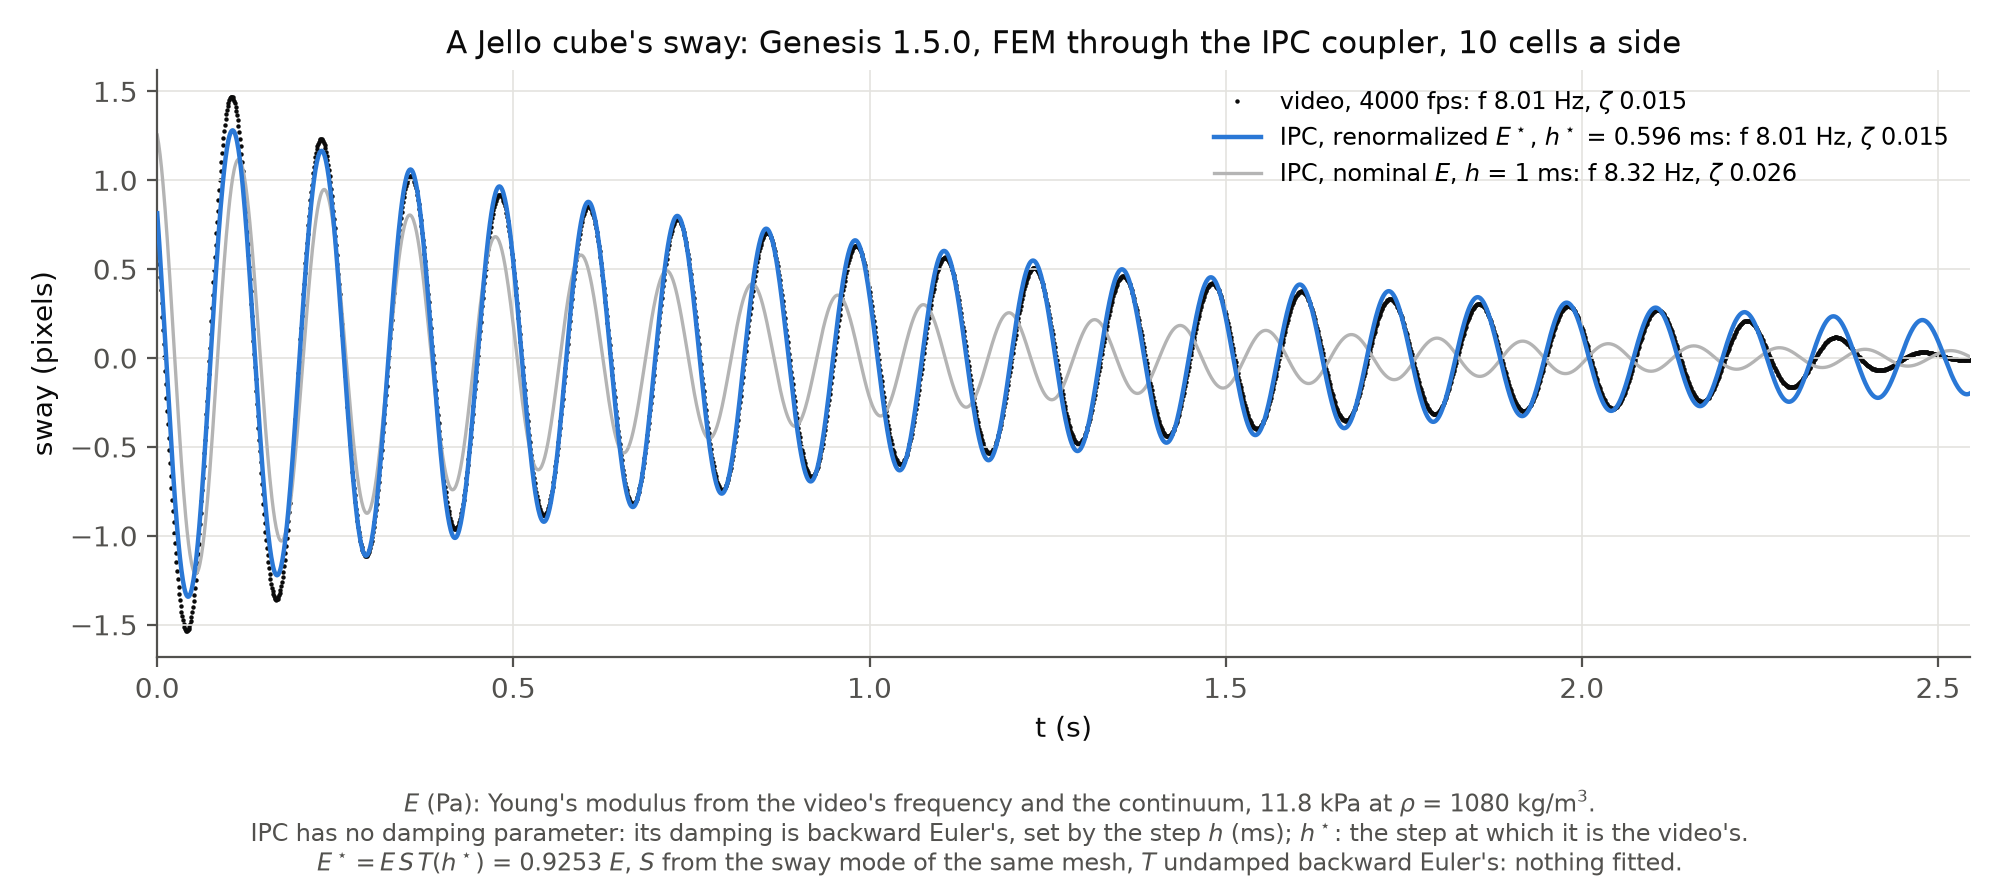 A Jello cube's sway: Genesis 1.5.0, FEM through the IPC coupler, 10 cells a side
video, 4000 fps: f 8.01 Hz, ζ 0.015
IPC, renormalized E⋆, h⋆ = 0.596 ms: f 8.01 Hz, ζ 0.015
IPC, nominal E, h = 1 ms: f 8.32 Hz, ζ 0.026
sway (pixels)
1.5
1.0
0.5
0.0
−0.5
−1.0
−1.5
0.0 0.5 1.0 1.5 2.0 2.5
t (s)
E (Pa): Young's modulus from the video's frequency and the continuum, 11.8 kPa at ρ = 1080 kg/m³.
IPC has no damping parameter: its damping is backward Euler's, set by the step h (ms); h⋆: the step at which it is the video's.
E⋆ = E S T(h⋆) = 0.9253 E, S from the sway mode of the same mesh, T undamped backward Euler's: nothing fitted.